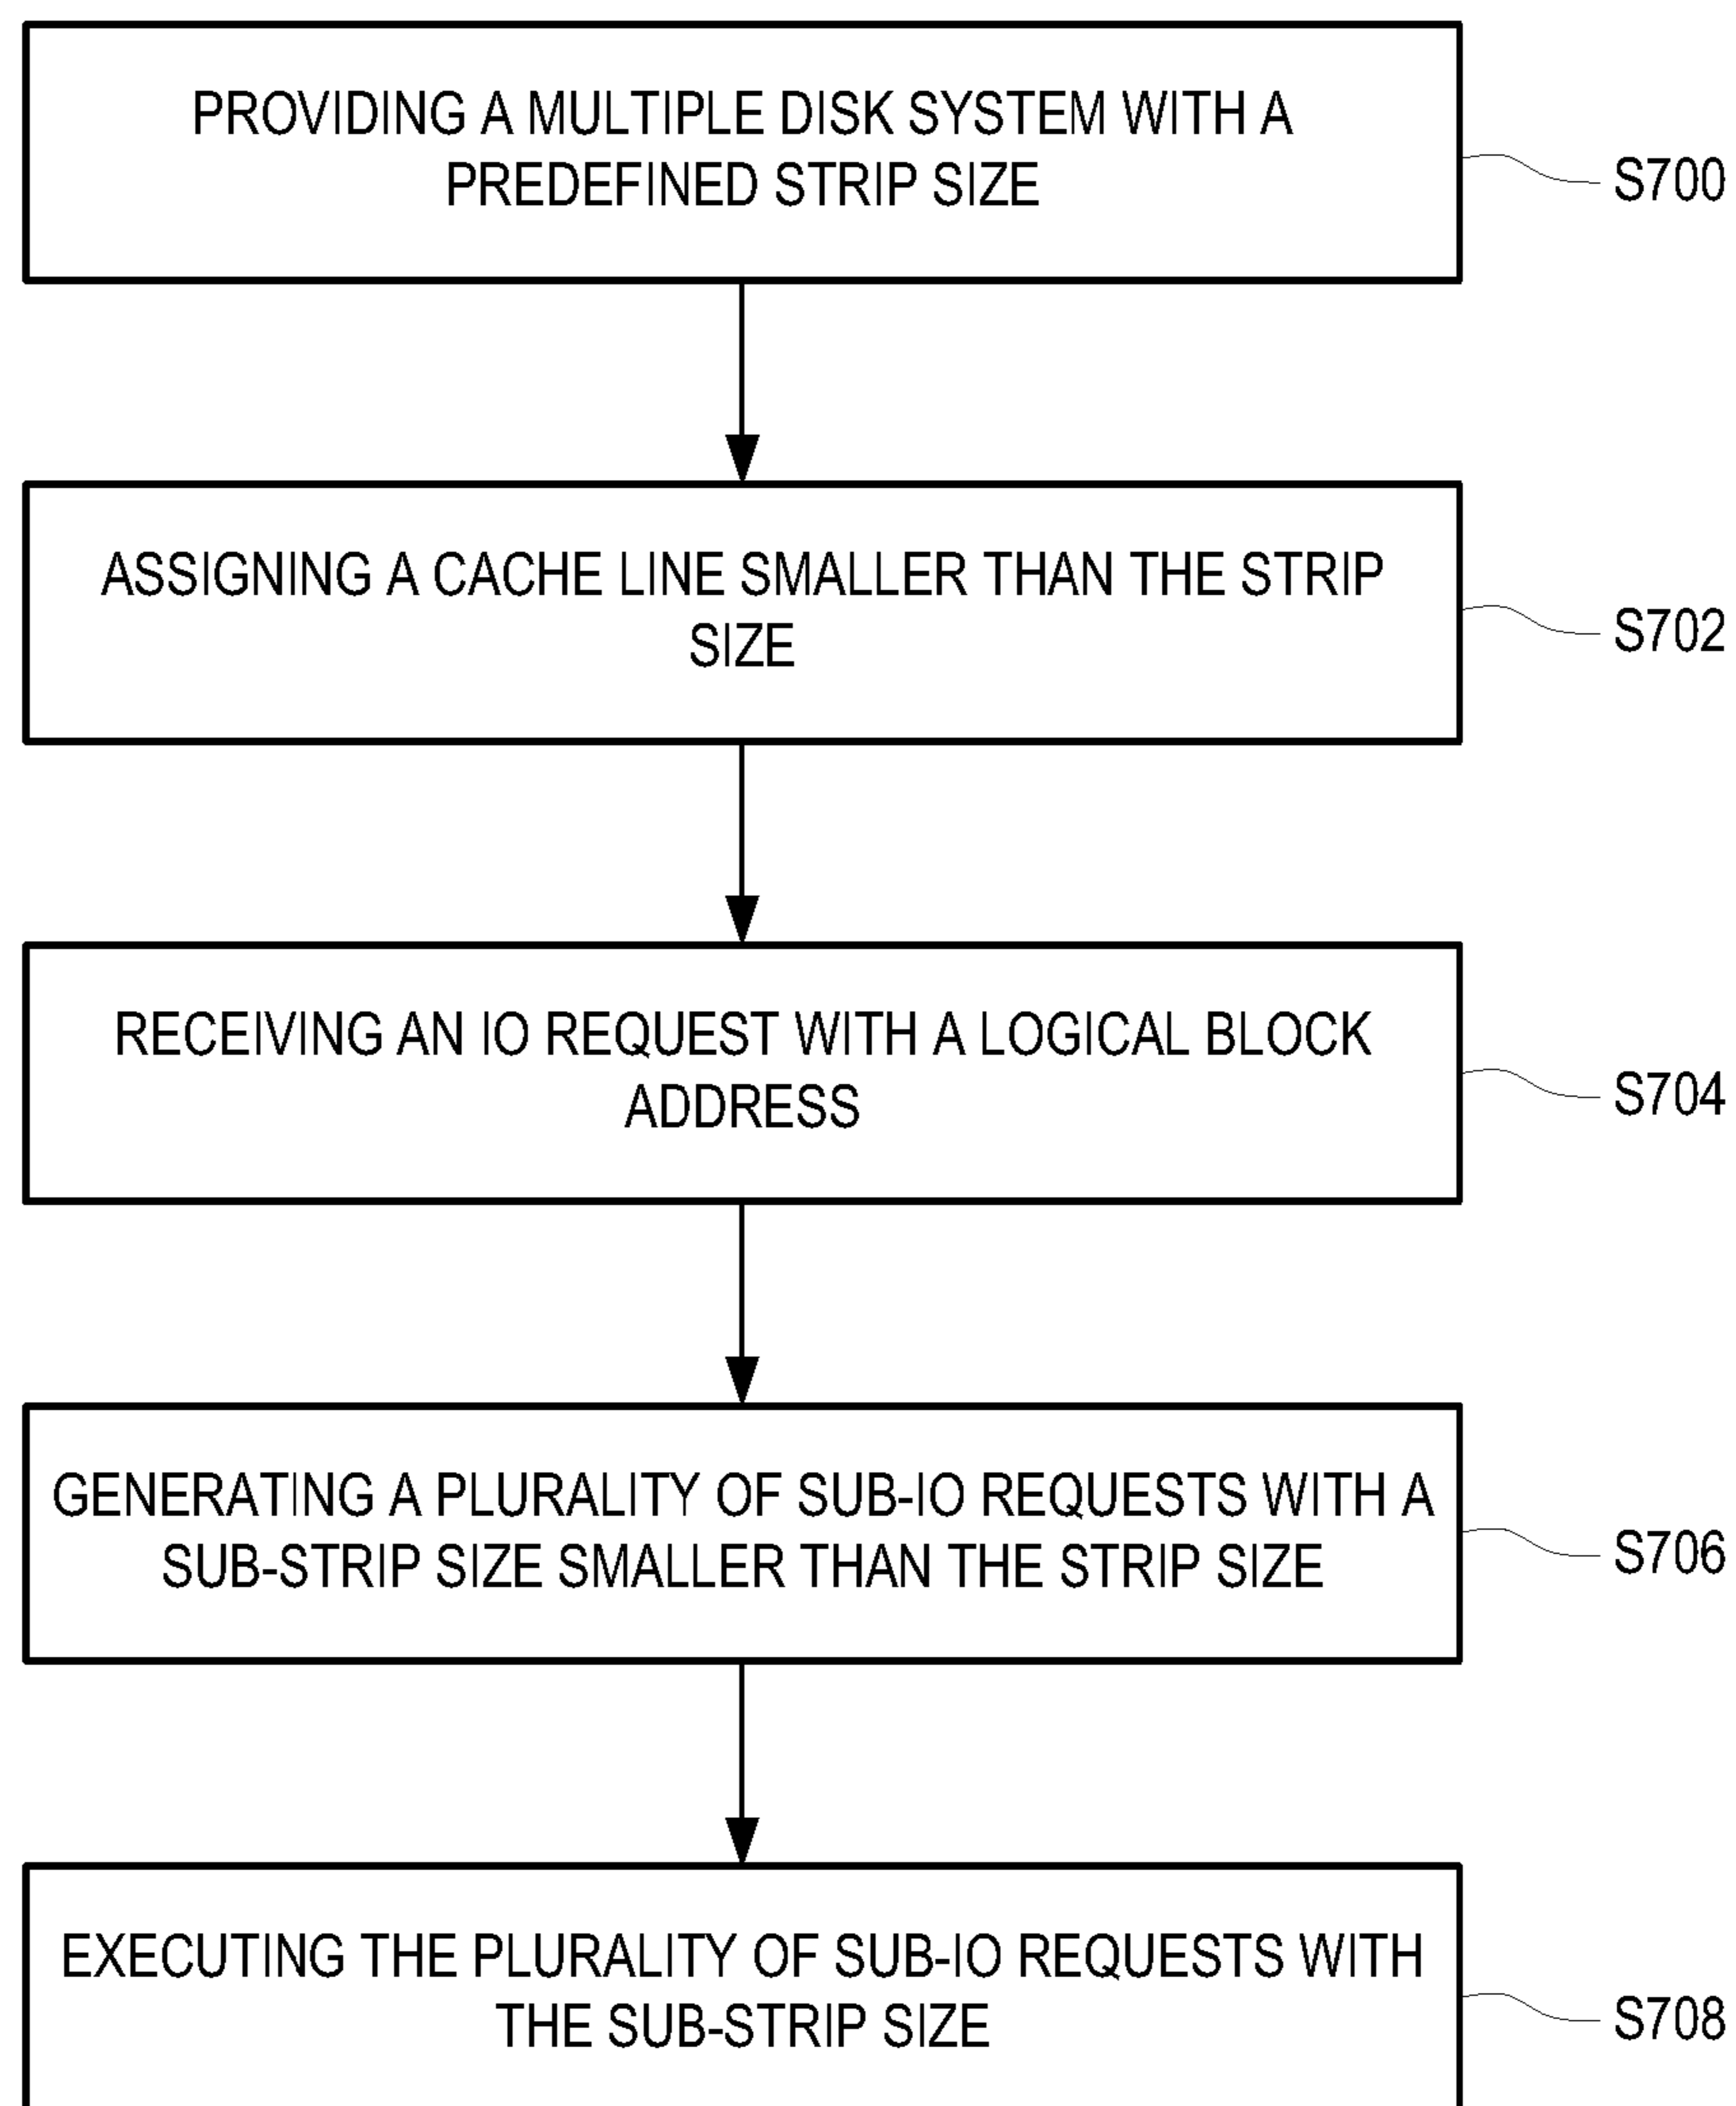 PROVIDING A MULTIPLE DISK SYSTEM WITH A
PREDEFINED STRIP SIZE
S700
ASSIGNING A CACHE LINE SMALLER THAN THE STRIP
SIZE
S702
RECEIVING AN IO REQUEST WITH A LOGICAL BLOCK
ADDRESS
S704
GENERATING A PLURALITY OF SUB-IO REQUESTS WITH A
SUB-STRIP SIZE SMALLER THAN THE STRIP SIZE
S706
EXECUTING THE PLURALITY OF SUB-IO REQUESTS WITH
THE SUB-STRIP SIZE
S708